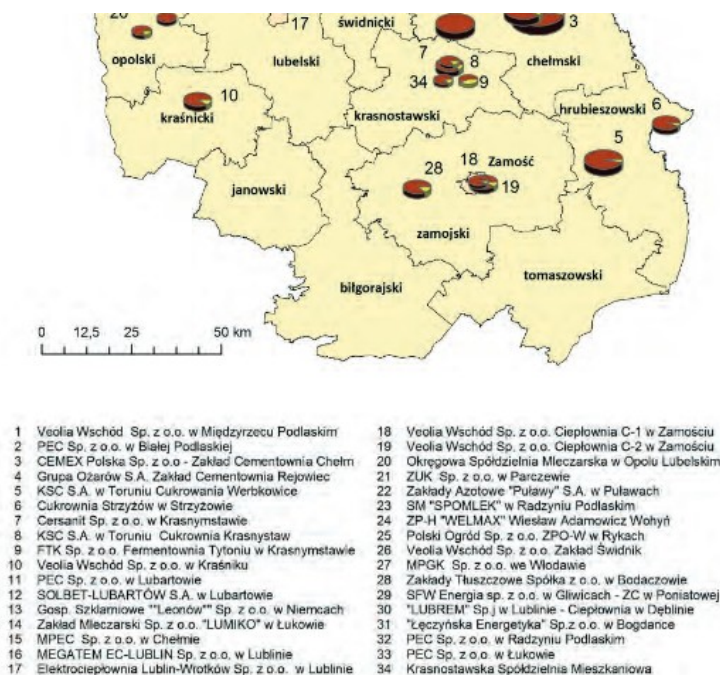 20
17
świdnicki
3
opolski
lubelski
7
8
chełmski
34
9
10
krasnostawski
hrubieszowski
6
kraśnicki
5
28
18
Zamość
janowski
19
zamojski
biłgorajski
tomaszowski
0 12,5 25 50 km
1 Veolia Wschód Sp. z o.o. w Międzyrzecu Podlaskim
2 PEC Sp. z o.o. w Białej Podlaskiej
3 CEMEX Polska Sp. z o.o - Zakład Cementownia Chełm
4 Grupa Ożarów S.A. Zakład Cementownia Rejowiec
5 KSC S.A. w Toruniu Cukrowania Werbkowice
6 Cukrownia Strzyżów w Strzyżowie
7 Cersanit Sp. z o.o. w Krasnymstawie
8 KSC S.A. w Toruniu Cukrownia Krasnystaw
9 FTK Sp. z o.o. Fermentownia Tytoniu w Krasnymstawie
10 Veolia Wschód Sp. z o.o. w Kraśniku
11 PEC Sp. z o.o. w Lubartowie
12 SOLBET-LUBARTÓW S.A. w Lubartowie
13 Gosp. Szklarniowe ""Leonów"" Sp. z o.o. w Niemcach
14 Zakład Mleczarski Sp. z o.o. "LUMIKO" w Łukowie
15 MPEC Sp. z o.o. w Chełmie
16 MEGATEM EC-LUBLIN Sp. z o.o. w Lublinie
17 Elektrociepłownia Lublin-Wrotków Sp. z o.o. w Lublinie
18 Veolia Wschód Sp. z o.o. Ciepłownia C-1 w Zamościu
19 Veolia Wschód Sp. z o.o. Ciepłownia C-2 w Zamościu
20 Okręgowa Spółdzielnia Mleczarska w Opolu Lubelskim
21 ZUK Sp. z o.o. w Parczewie
22 Zakłady Azotowe "Puławy" S.A. w Puławach
23 SM "SPOMLEK" w Radzyniu Podlaskim
24 ZP-H "WELMAX" Wiesław Adamowicz Wohyń
25 Polski Ogród Sp. z o.o. ZPO-W w Rykach
26 Veolia Wschód Sp. z o.o. Zakład Świdnik
27 MPGK Sp. z o.o. we Włodawie
28 Zakłady Tłuszczowe Spółka z o.o. w Bodaczowie
29 SFW Energia sp. z o.o. w Gliwicach - ZC w Poniatowej
30 "LUBREM" Sp.j w Lublinie - Ciepłownia w Dęblinie
31 "Łęczyńska Energetyka" Sp.z o.o. w Bogdance
32 PEC Sp. z o.o. w Radzyniu Podlaskim
33 PEC Sp. z o.o. w Łukowie
34 Krasnostawska Spółdzielnia Mieszkaniowa